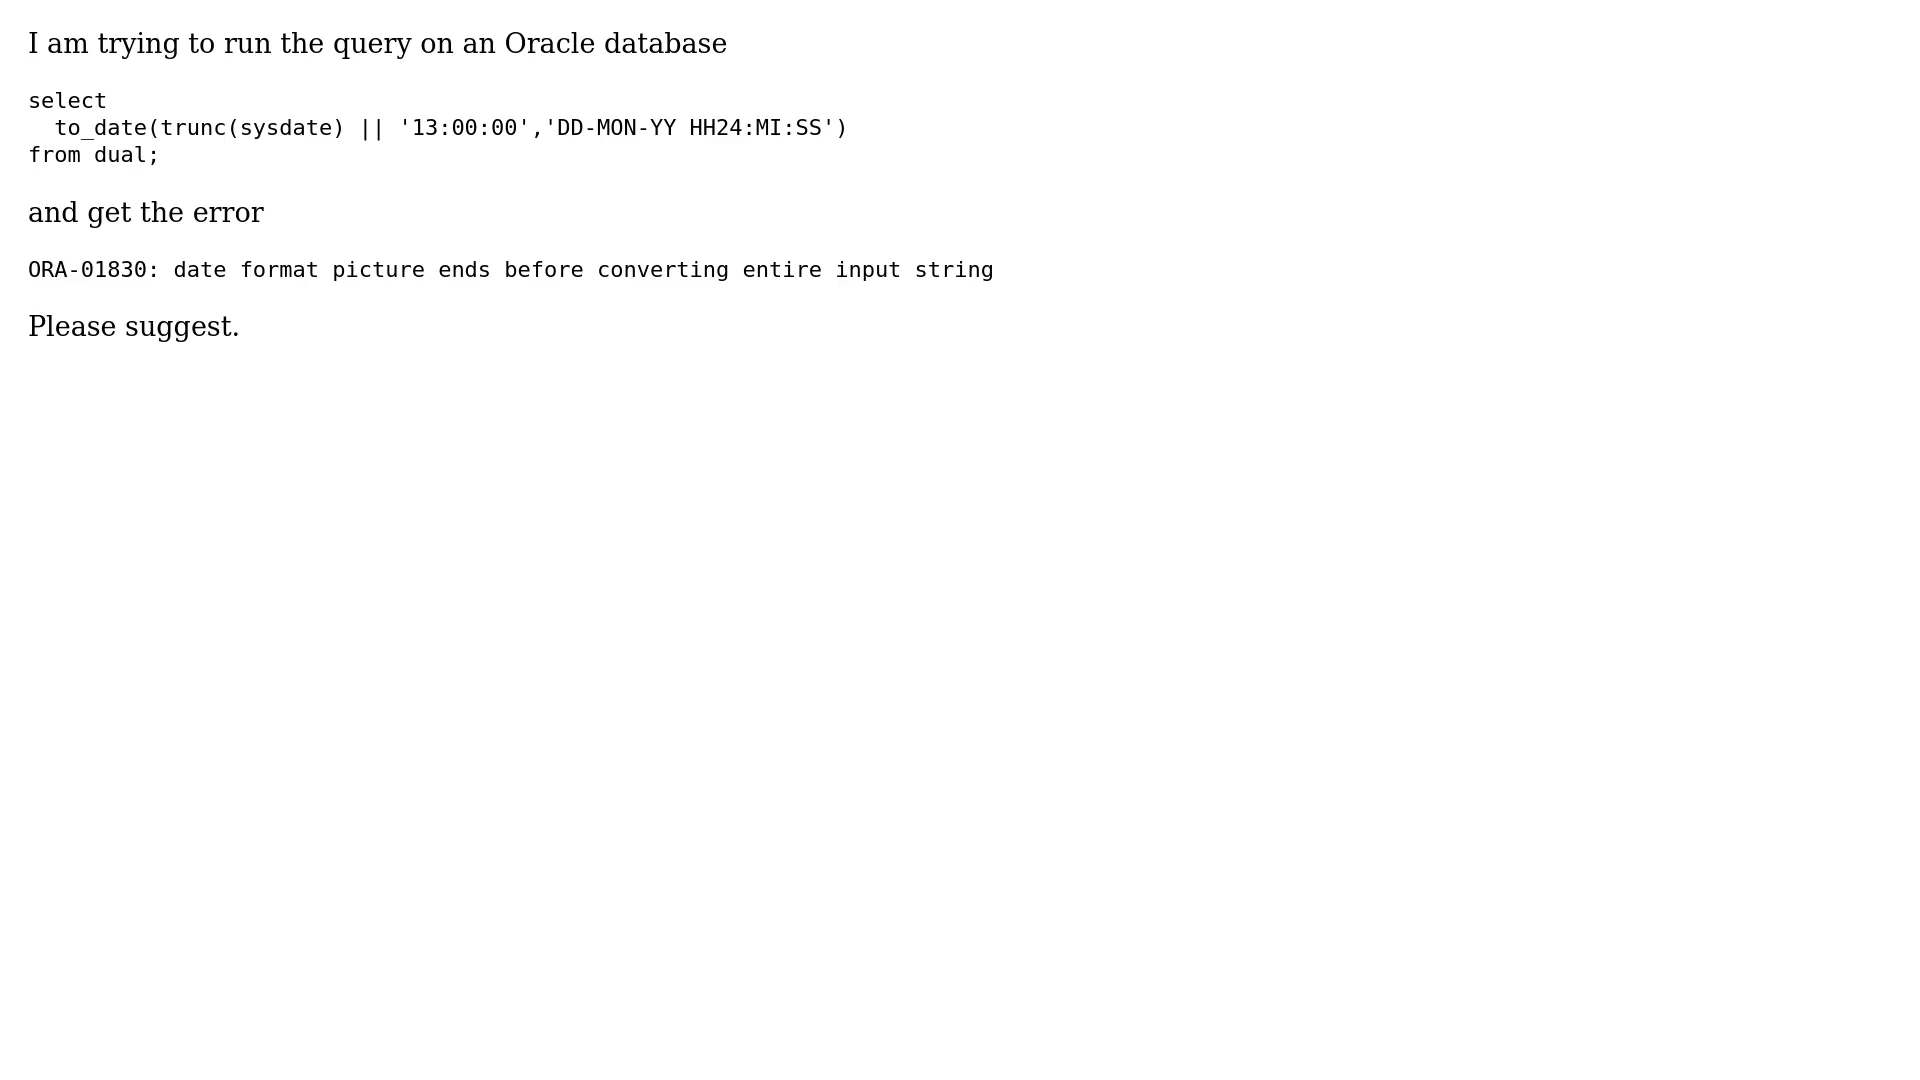 I am trying to run the query on an Oracle database
select
  to_date(trunc(sysdate) || '13:00:00','DD-MON-YY HH24:MI:SS')
from dual;
and get the error
ORA-01830: date format picture ends before converting entire input string
Please suggest.